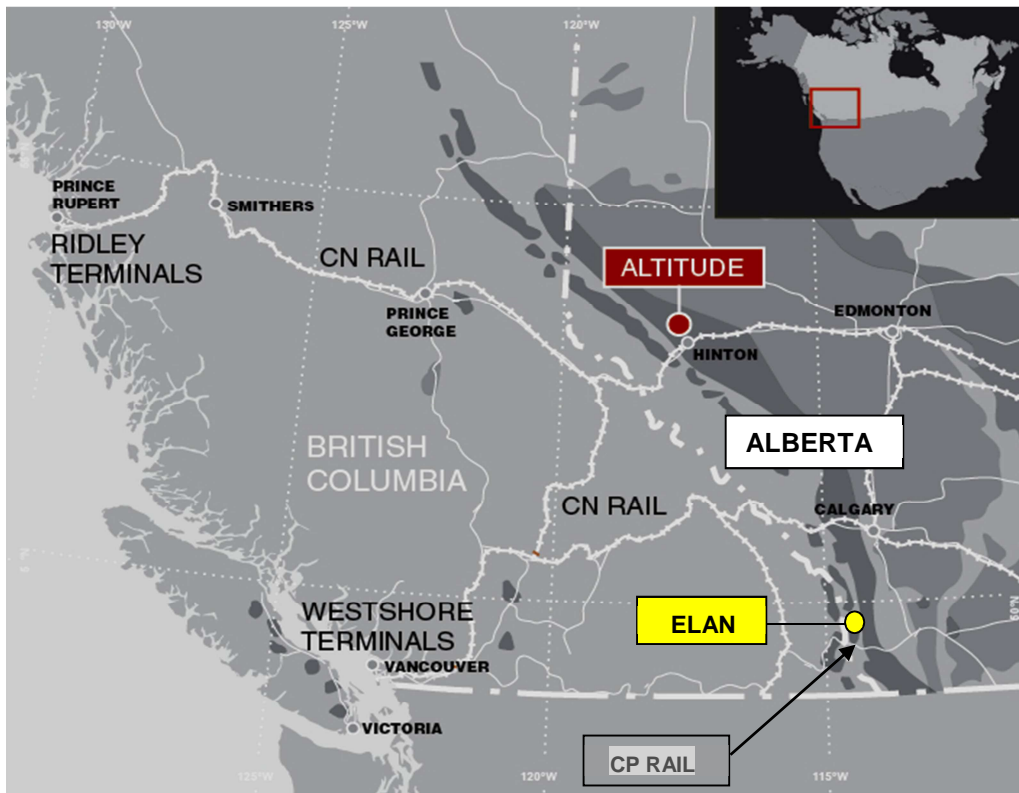 130°W
125°W
120°W
PRINCE
RUPERT
SMITHERS
RIDLEY
TERMINALS
CN RAIL
ALTITUDE
PRINCE
GEORGE
EDMONTON
HINTON
BRITISH
COLUMBIA
ALBERTA
CN RAIL
CALGARY
WESTSHORE
TERMINALS
ELAN
VANCOUVER
VICTORIA
CP RAIL
125°W
120°W
115°W